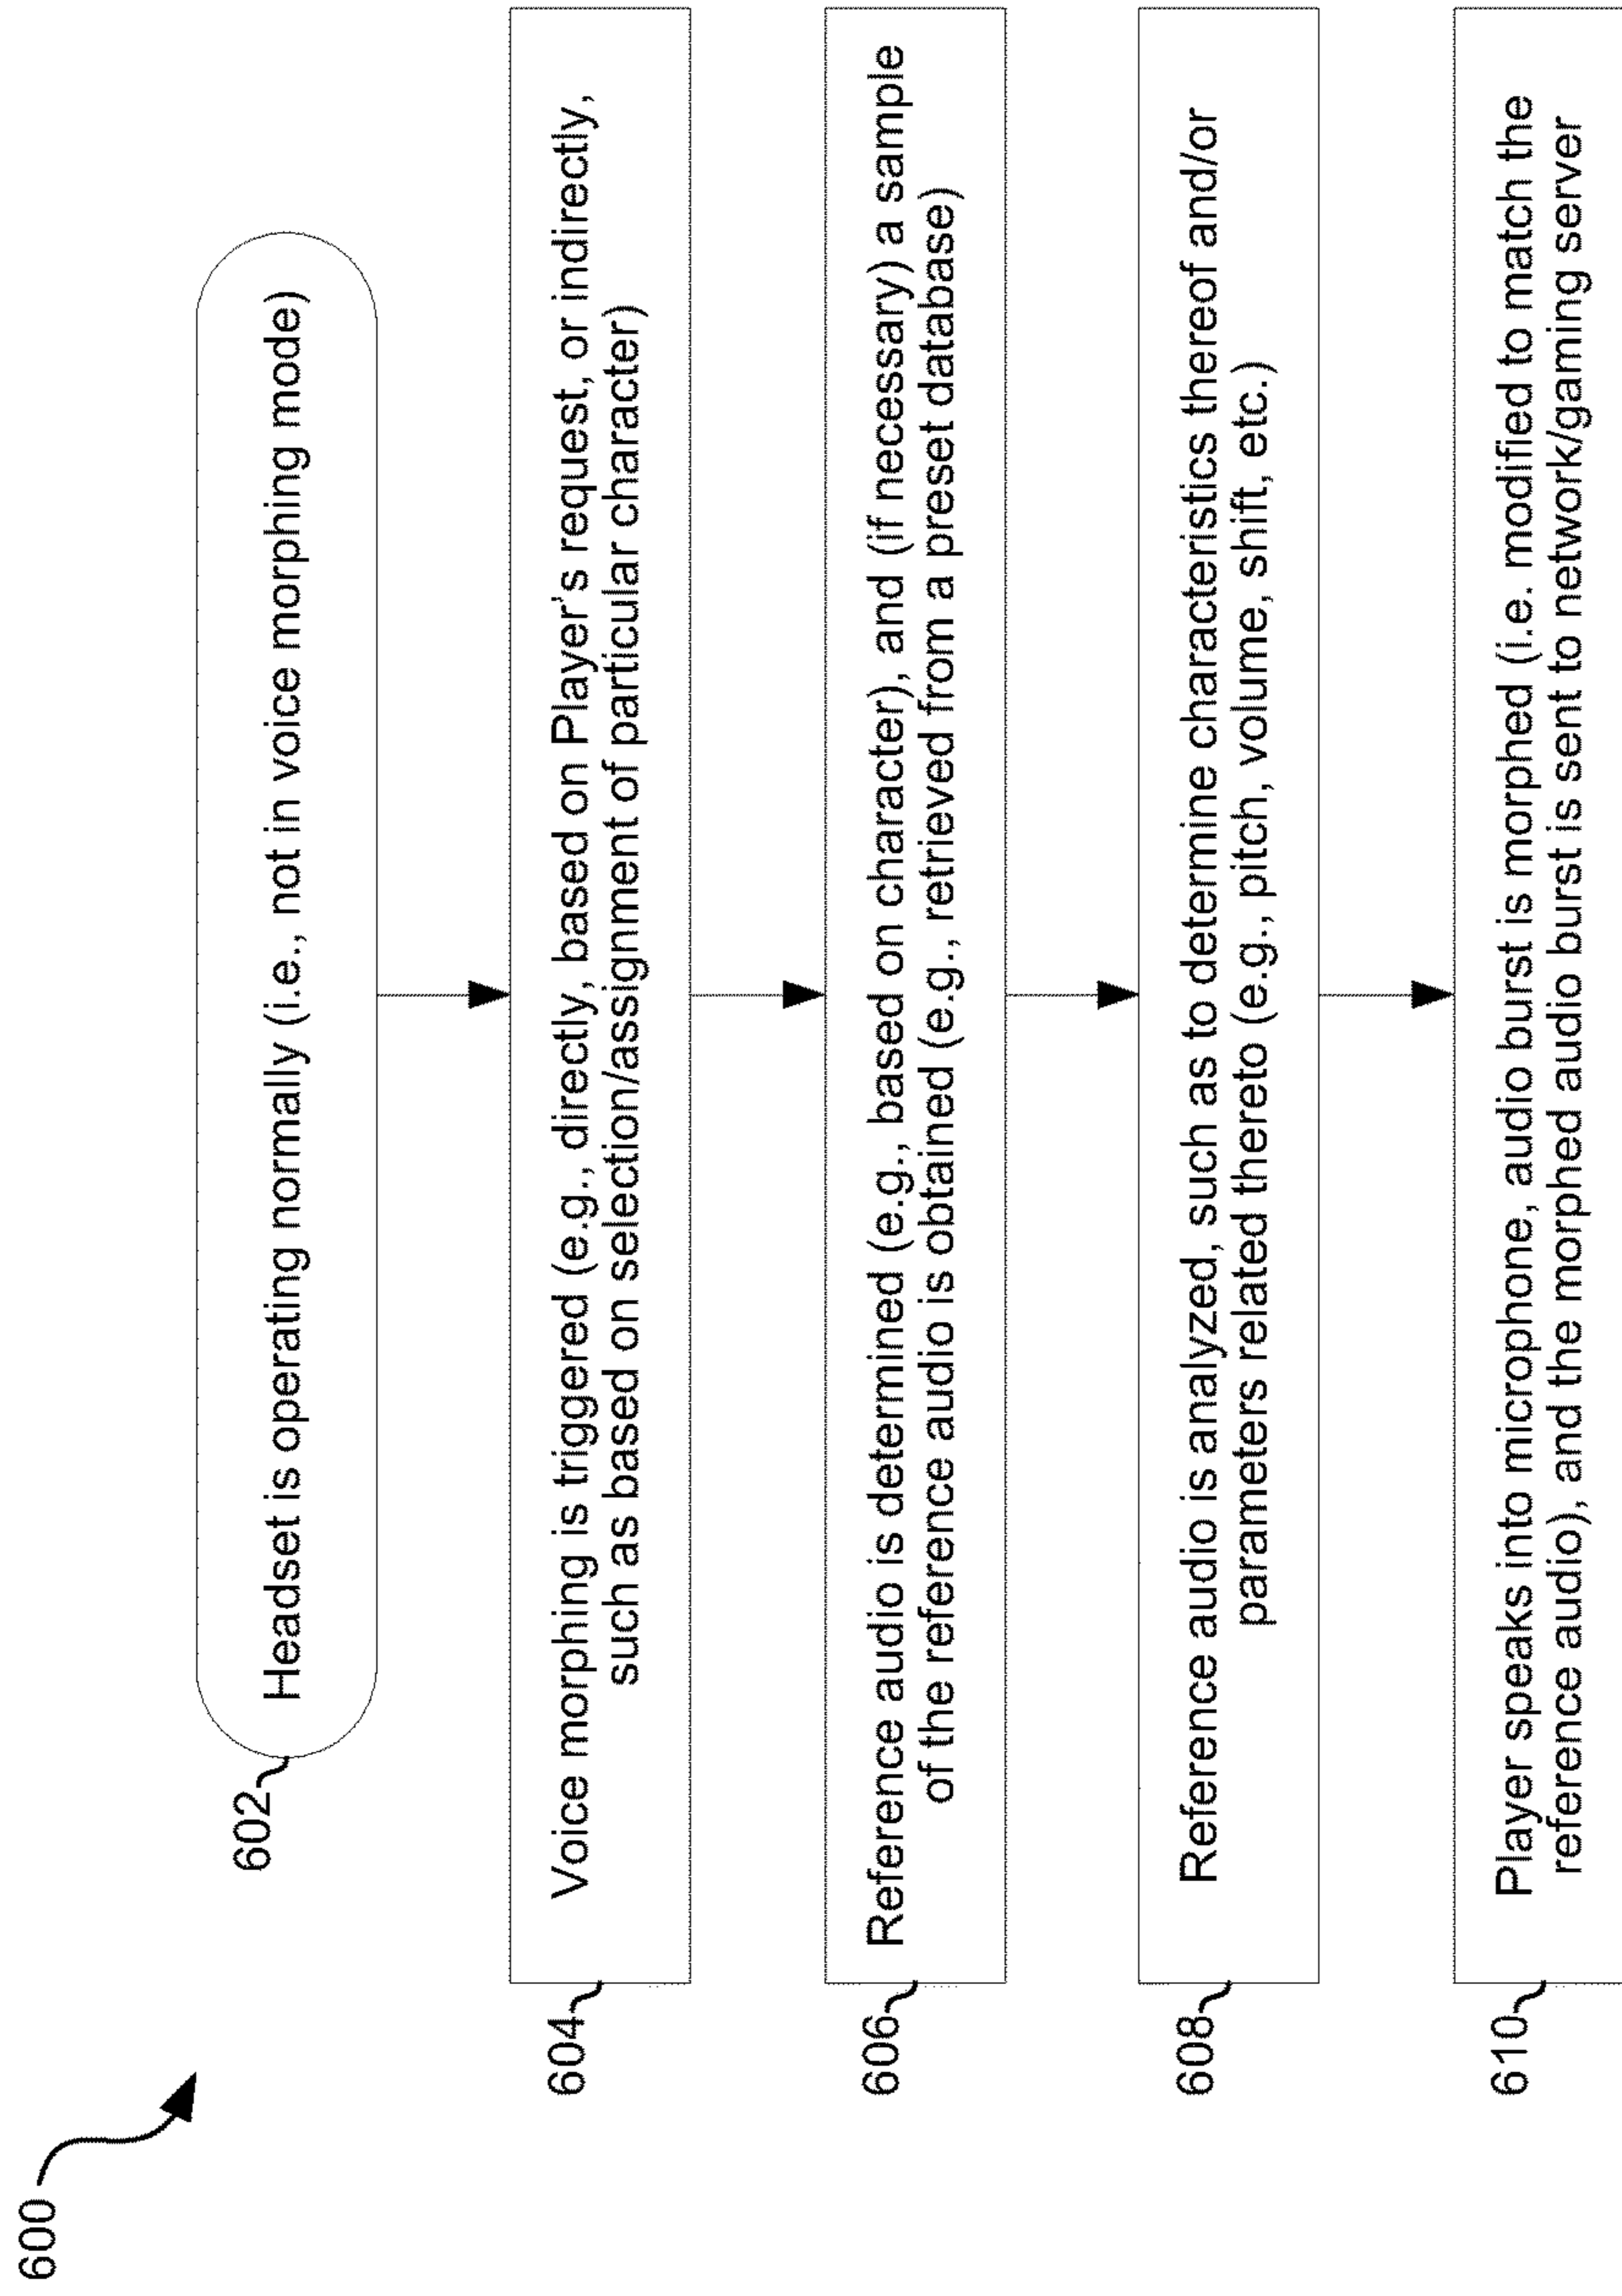 600
602
Headset is operating normally (i.e., not in voice morphing mode)
604
Voice morphing is triggered (e.g., directly, based on Player's request, or indirectly,
such as based on selection/assignment of particular character)
606
Reference audio is determined (e.g., based on character), and (if necessary) a sample
of the reference audio is obtained (e.g., retrieved from a preset database)
608
Reference audio is analyzed, such as to determine characteristics thereof and/or
parameters related thereto (e.g., pitch, volume, shift, etc.)
610
Player speaks into microphone, audio burst is morphed (i.e. modified to match the
reference audio), and the morphed audio burst is sent to network/gaming server